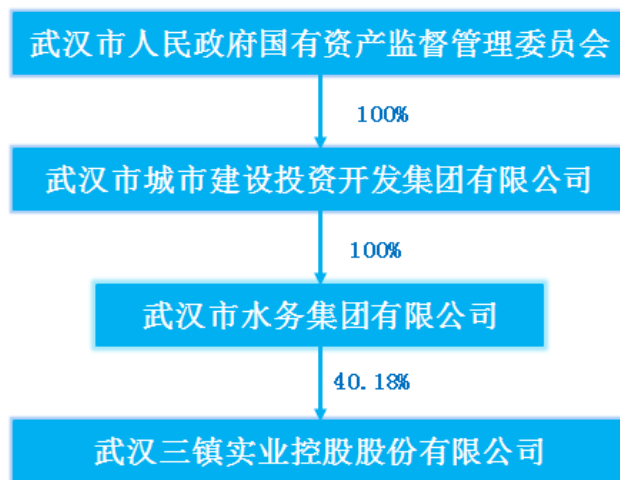 武汉市人民政府国有资产监督管理委员会
100%
武汉市城市建设投资开发集团有限公司
100%
武汉市水务集团有限公司
40.18%
武汉三镇实业控股股份有限公司